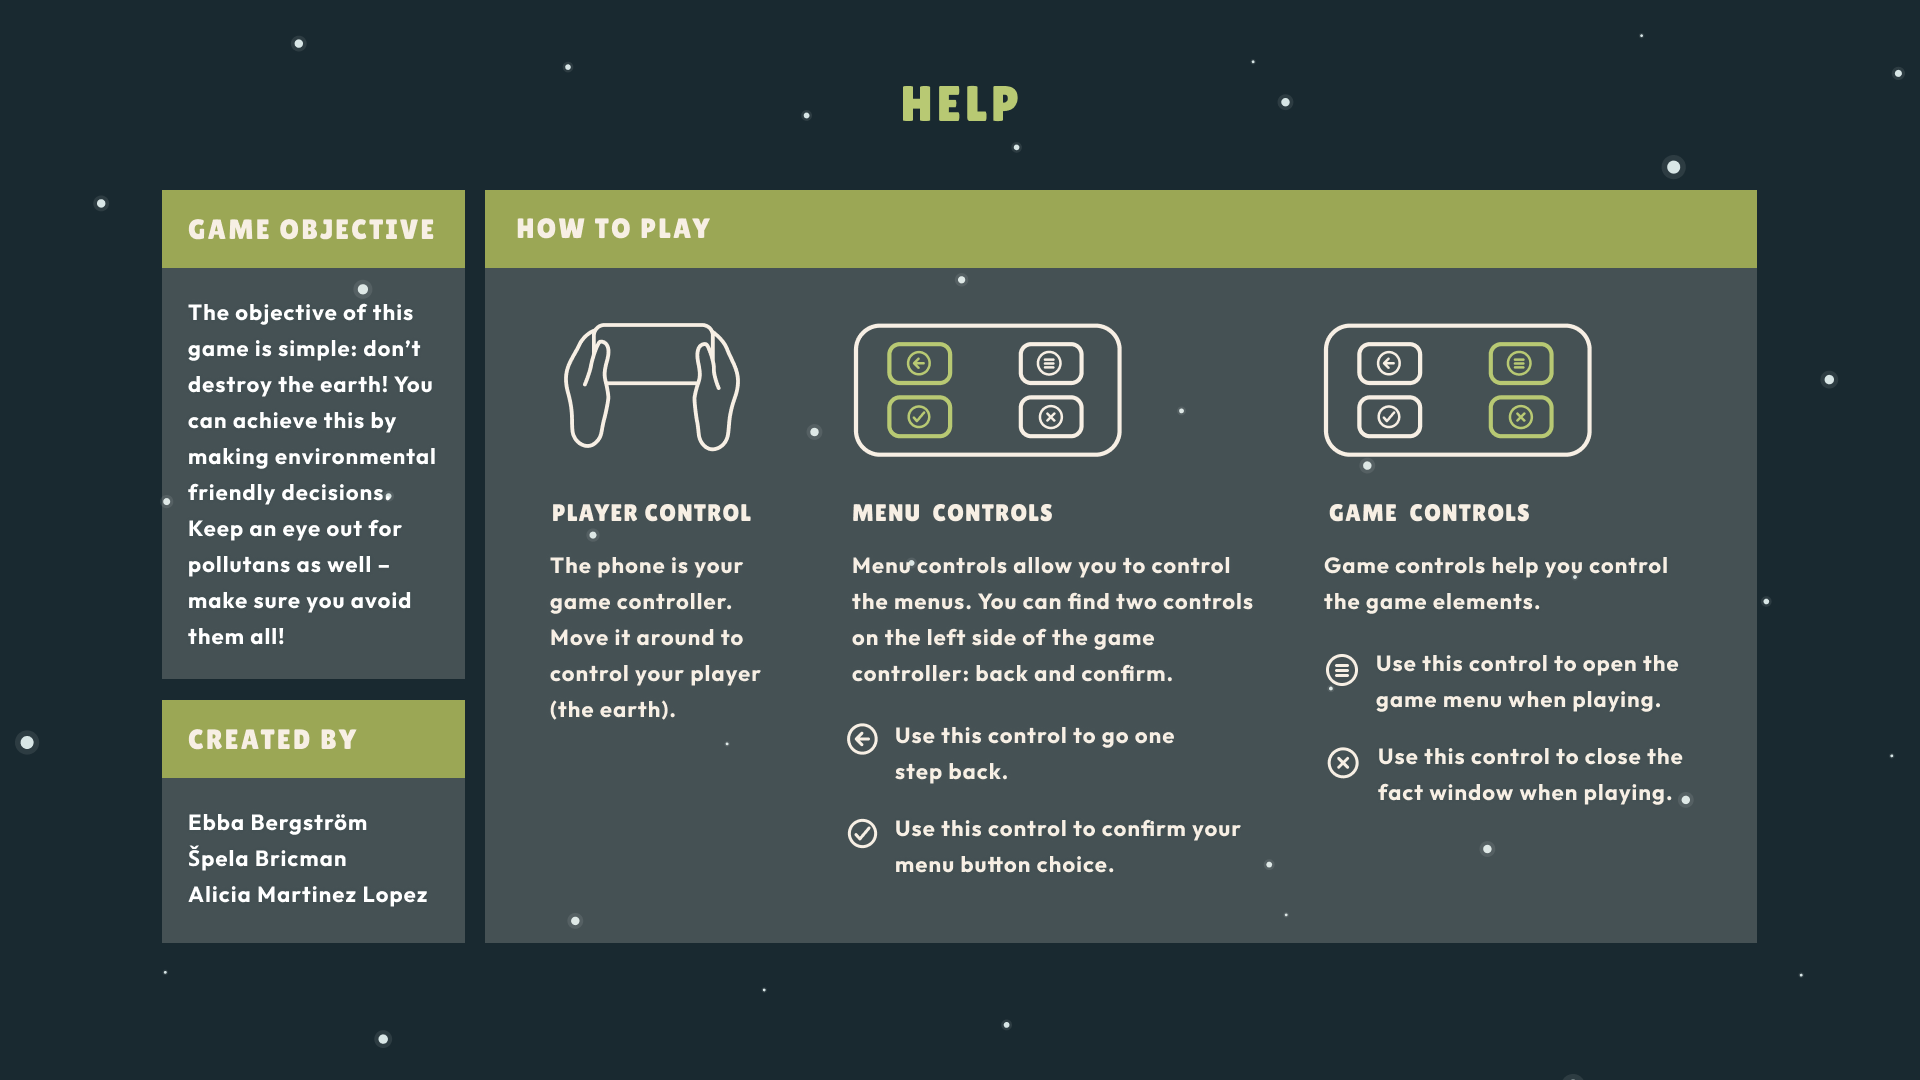 HELP
GAME OBJECTIVE
The objective of this
game is simple: don’t
destroy the earth! You
can achieve this by
making environmental
friendly decisions.
Keep an eye out for
pollutans as well –
make sure you avoid
them all!
CREATED BY
Ebba Bergström
Špela Bricman
Alicia Martinez Lopez
HOW TO PLAY
PLAYER CONTROL
The phone is your
game controller.
Move it around to
control your player
(the earth).
MENU CONTROLS
Menu controls allow you to control
the menus. You can find two controls
on the left side of the game
controller: back and confirm.
Use this control to go one
step back.
Use this control to confirm your
menu button choice.
GAME CONTROLS
Game controls help you control
the game elements.
Use this control to open the
game menu when playing.
Use this control to close the
fact window when playing.